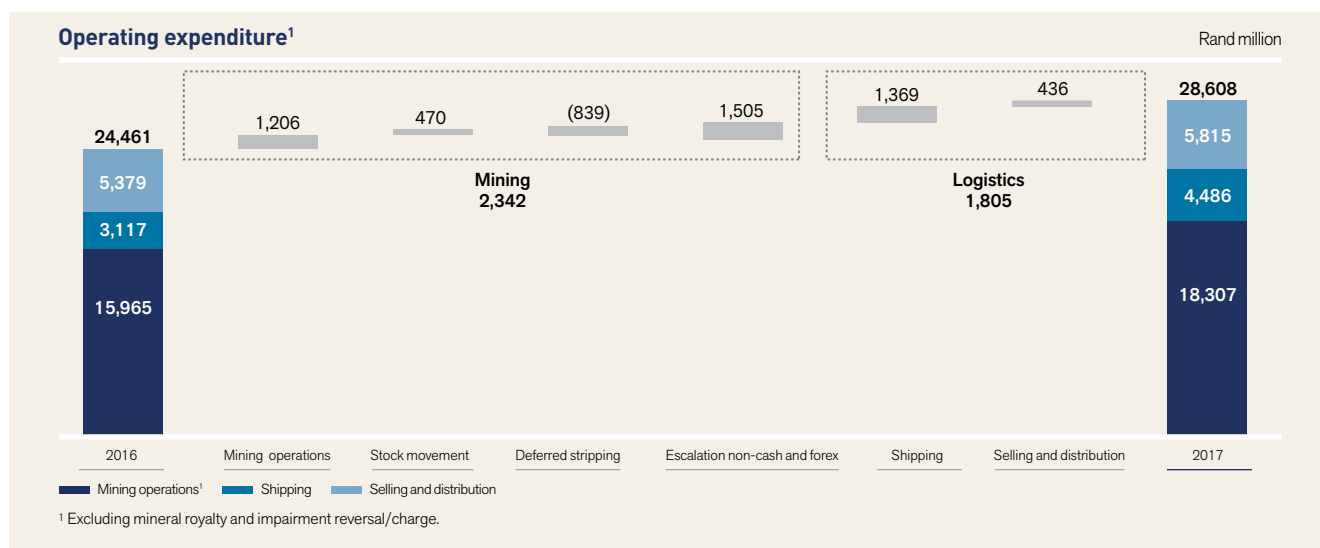 Operating expenditure¹
Rand million
24,461
5,379
3,117
15,965
1,206
470
(839)
1,505
Mining
2,342
1,369
436
Logistics
1,805
28,608
5,815
4,486
18,307
2016
Mining operations
Stock movement
Deferred stripping
Escalation non-cash and forex
Shipping
Selling and distribution
2017
Mining operations¹
Shipping
Selling and distribution
¹ Excluding mineral royalty and impairment reversal/charge.